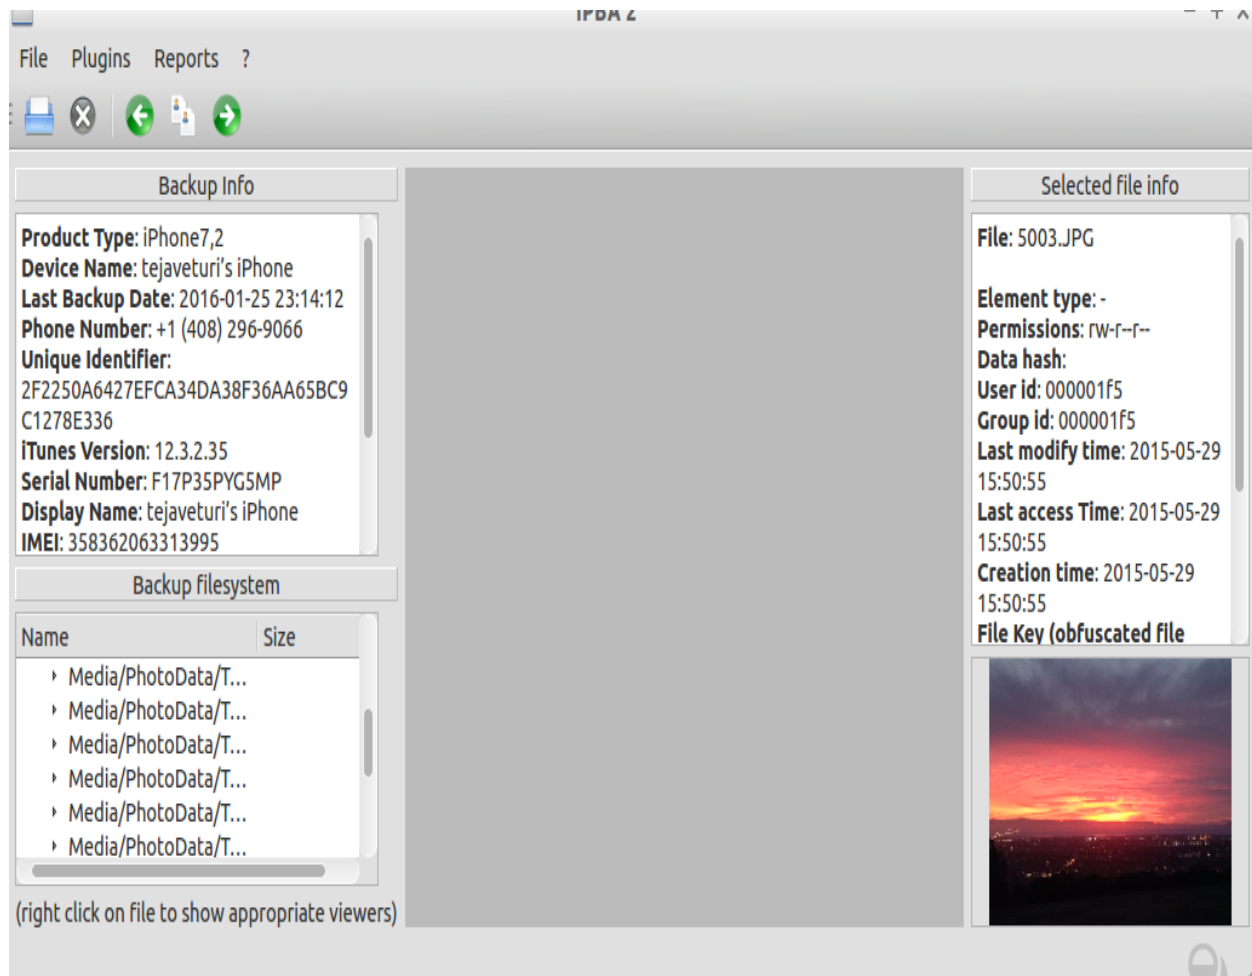 IPBA 2
File Plugins Reports ?
Backup Info
Product Type: iPhone7,2
Device Name: tejaveturi's iPhone
Last Backup Date: 2016-01-25 23:14:12
Phone Number: +1 (408) 296-9066
Unique Identifier:
2F2250A6427EFCA34DA38F36AA65BC9
C1278E336
iTunes Version: 12.3.2.35
Serial Number: F17P35PYG5MP
Display Name: tejaveturi's iPhone
IMEI: 358362063313995
Backup filesystem
Name Size
Media/PhotoData/T...
Media/PhotoData/T...
Media/PhotoData/T...
Media/PhotoData/T...
Media/PhotoData/T...
Media/PhotoData/T...
(right click on file to show appropriate viewers)
Selected file info
File: 5003.JPG
Element type: -
Permissions: rw-r--r--
Data hash:
User id: 000001f5
Group id: 000001f5
Last modify time: 2015-05-29
15:50:55
Last access Time: 2015-05-29
15:50:55
Creation time: 2015-05-29
15:50:55
File Key (obfuscated file